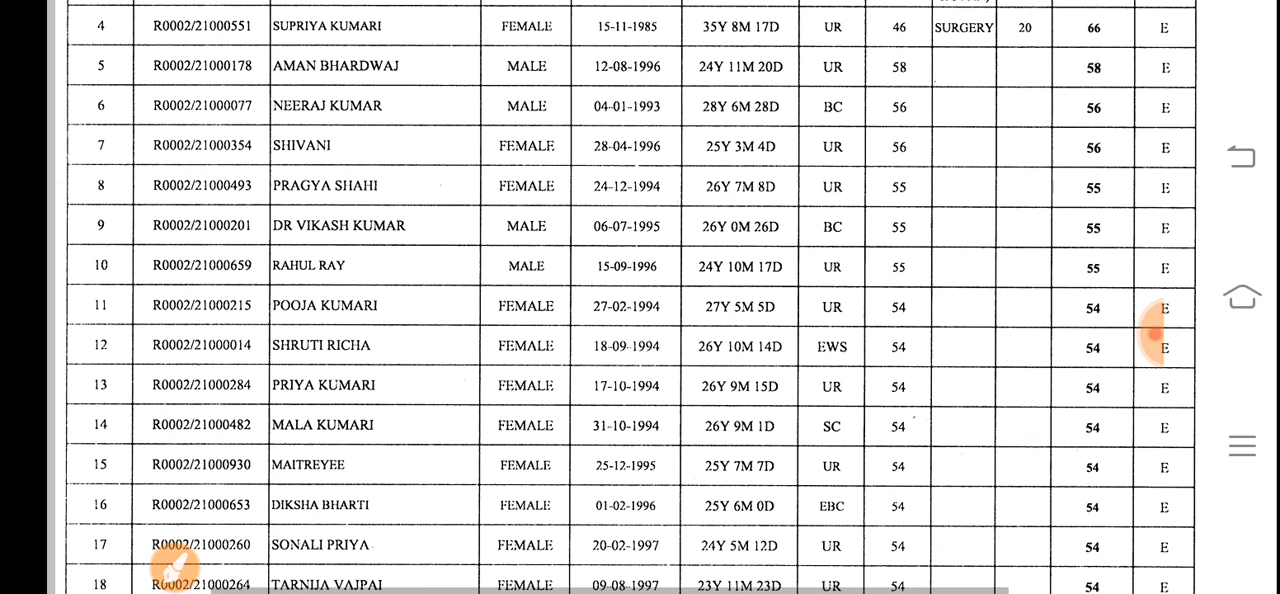 4 R0002/21000551 SUPRIYA KUMARI FEMALE 15-11-1985 35Y 8M 17D UR 46 SURGERY 20 66 E
5 R0002/21000178 AMAN BHARDWAJ MALE 12-08-1996 24Y 11M 20D UR 58 58 E
6 R0002/21000077 NEERAJ KUMAR MALE 04-01-1993 28Y 6M 28D BC 56 56 E
7 R0002/21000354 SHIVANI FEMALE 28-04-1996 25Y 3M 4D UR 56 56 E
8 R0002/21000493 PRAGYA SHAHI FEMALE 24-12-1994 26Y 7M 8D UR 55 55 E
9 R0002/21000201 DR VIKASH KUMAR MALE 06-07-1995 26Y 0M 26D BC 55 55 E
10 R0002/21000659 RAHUL RAY MALE 15-09-1996 24Y 10M 17D UR 55 55 E
11 R0002/21000215 POOJA KUMARI FEMALE 27-02-1994 27Y 5M 5D UR 54 54 E
12 R0002/21000014 SHRUTI RICHA FEMALE 18-09-1994 26Y 10M 14D EWS 54 54 E
13 R0002/21000284 PRIYA KUMARI FEMALE 17-10-1994 26Y 9M 15D UR 54 54 E
14 R0002/21000482 MALA KUMARI FEMALE 31-10-1994 26Y 9M 1D SC 54 54 E
15 R0002/21000930 MAITREYEE FEMALE 25-12-1995 25Y 7M 7D UR 54 54 E
16 R0002/21000653 DIKSHA BHARTI FEMALE 01-02-1996 25Y 6M 0D EBC 54 54 E
17 R0002/21000260 SONALI PRIYA FEMALE 20-02-1997 24Y 5M 12D UR 54 54 E
18 R0002/21000264 TARNIJA VAJPAI FEMALE 09-08-1997 23Y 11M 23D UR 54 54 E